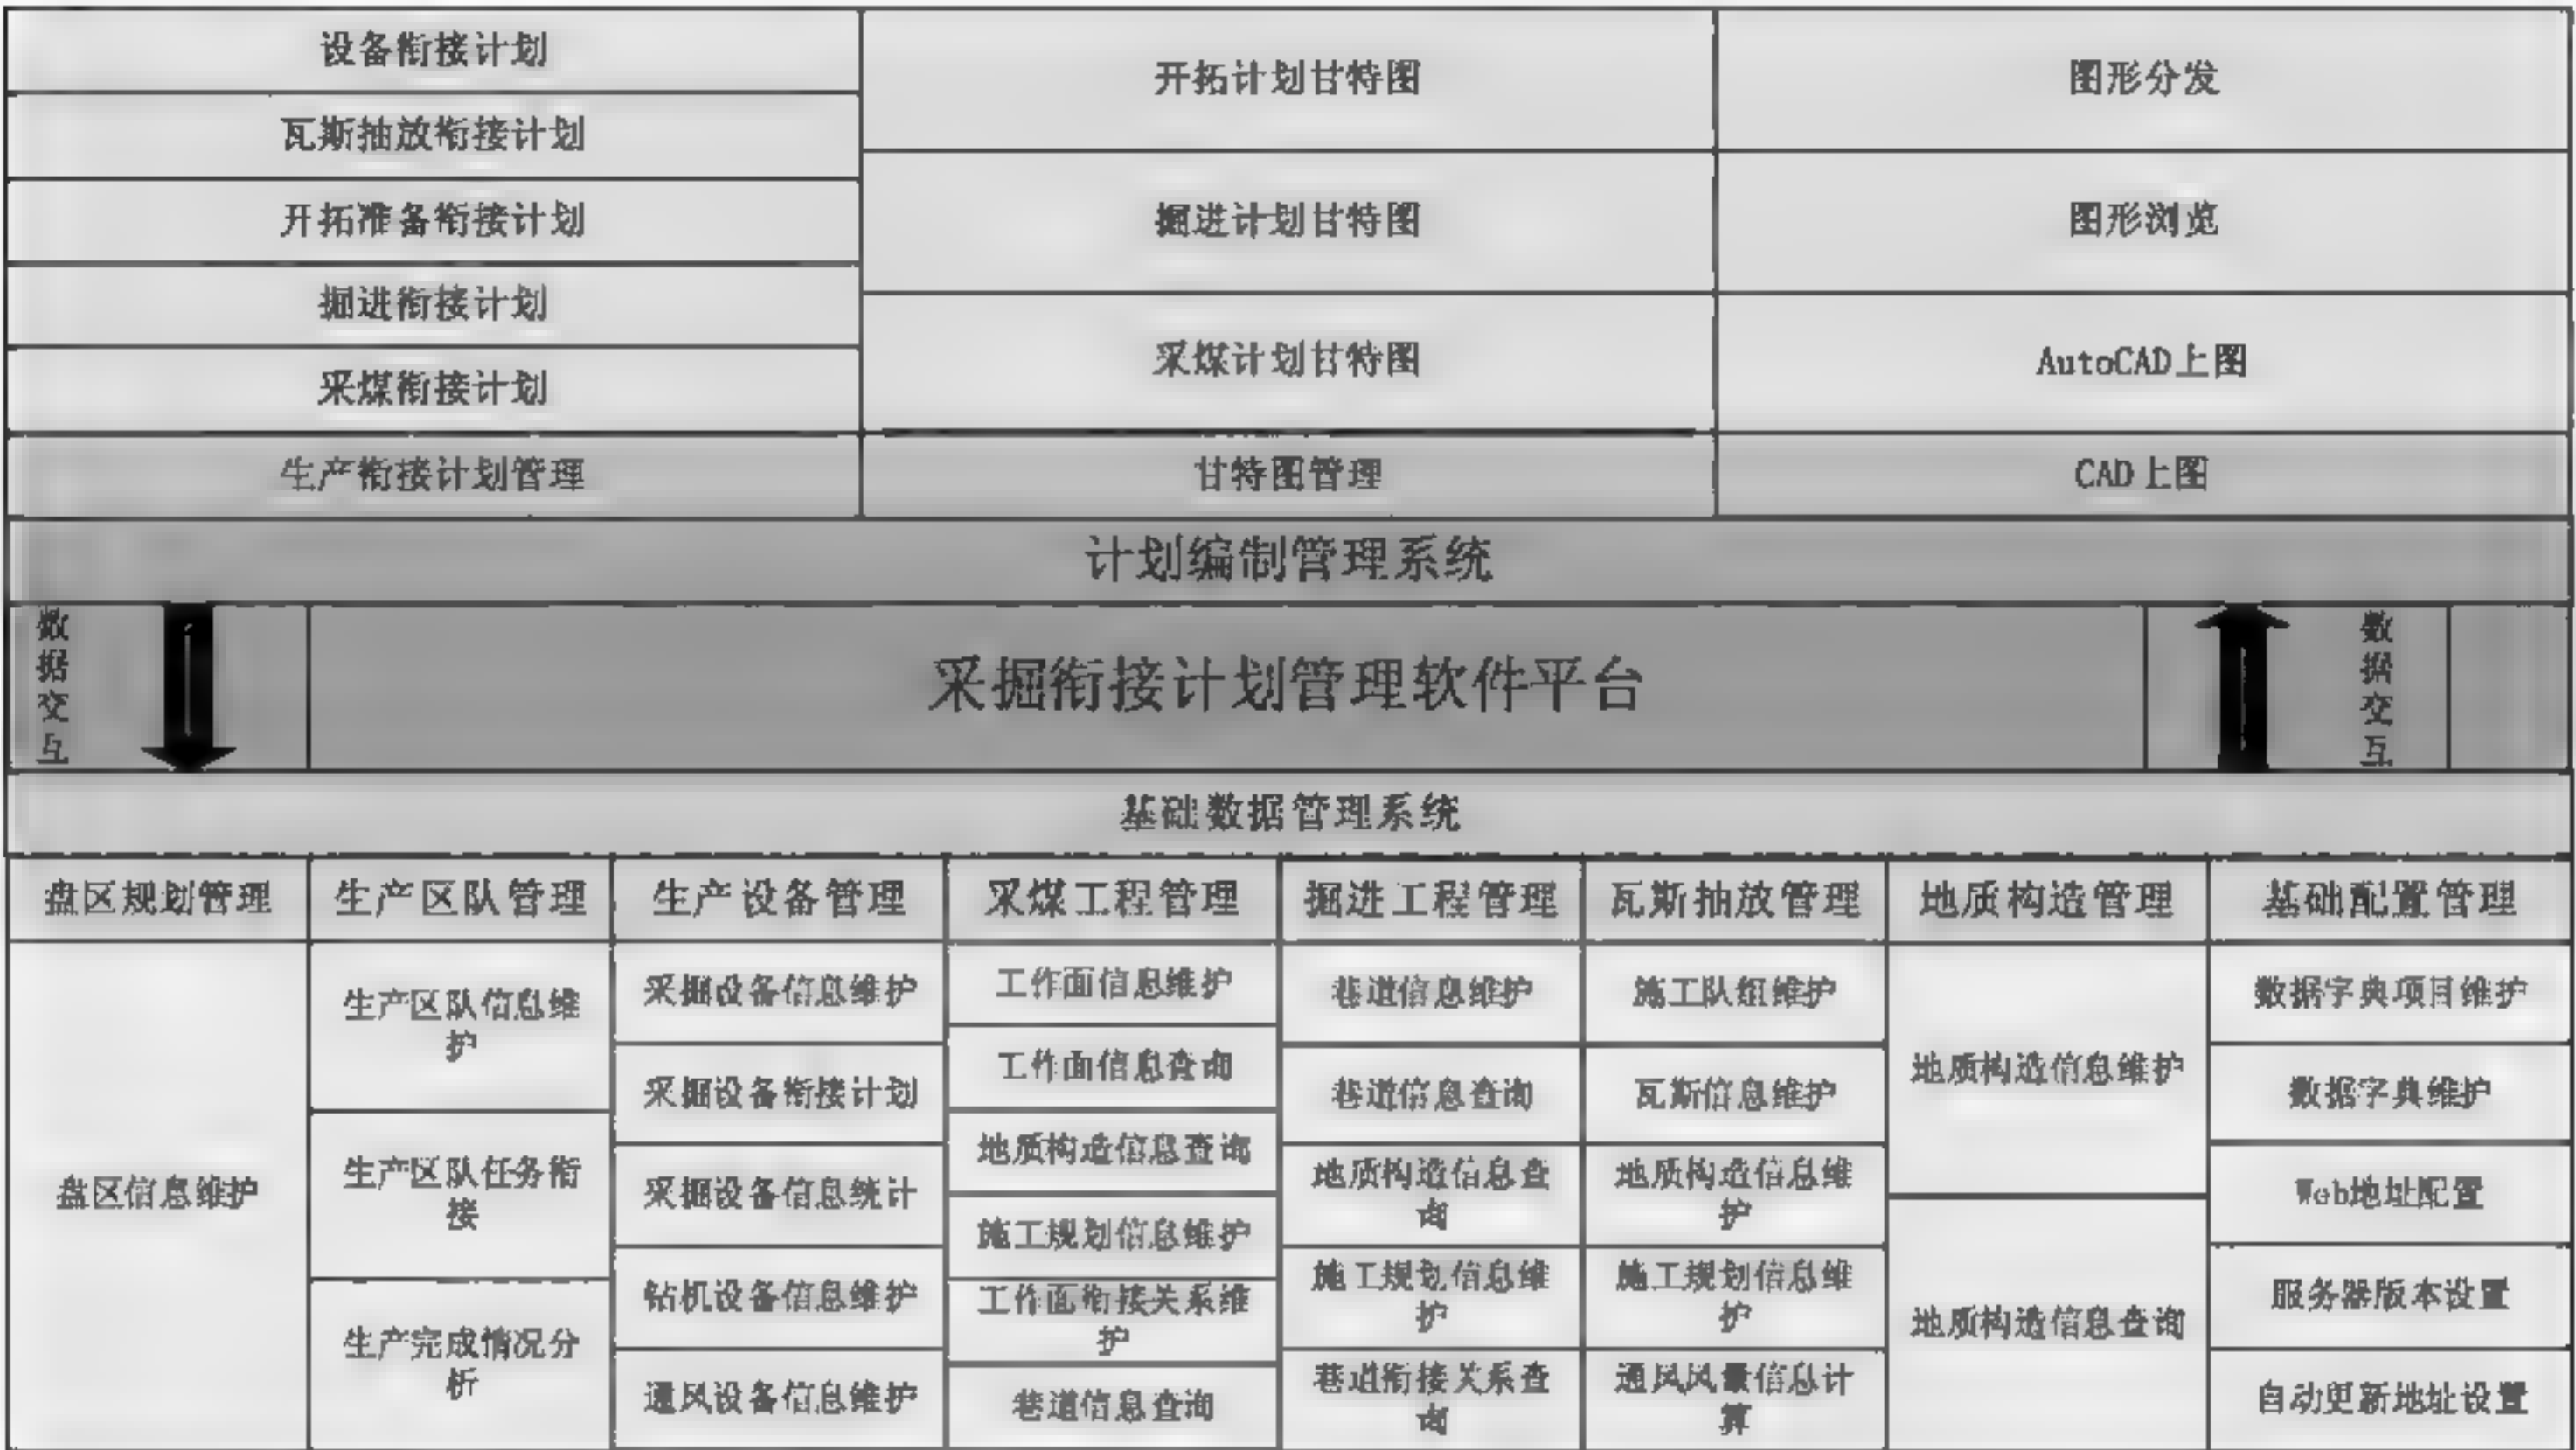 设备衔接计划
开拓计划甘特图
图形分发
瓦斯抽放衔接计划
开拓准备衔接计划
掘进计划甘特图
图形浏览
掘进衔接计划
采煤计划甘特图
AutoCAD上图
采煤衔接计划
生产衔接计划管理
甘特图管理
CAD上图
计划编制管理系统
数据交互
采掘衔接计划管理软件平台
数据交互
基础数据管理系统
盘区规划管理
生产区队管理
生产设备管理
采煤工程管理
掘进工程管理
瓦斯抽放管理
地质构造管理
基础配置管理
盘区信息维护
生产区队信息维
护
生产区队任务衔
接
生产完成情况分
析
采掘设备信息维护
采掘设备衔接计划
采掘设备信息统计
钻机设备信息维护
通风设备信息维护
工作面信息维护
工作面信息查询
地质构造信息查询
施工规划信息维护
工作面衔接关系维
护
巷道信息查询
巷道信息维护
巷道信息查询
地质构造信息查
询
施工规划信息维
护
巷道衔接关系查
询
施工队组维护
瓦斯信息维护
地质构造信息维
护
施工规划信息维
护
通风风量信息计
算
地质构造信息维护
地质构造信息查询
数据字典项目维护
数据字典维护
Web地址配置
服务器版本设置
自动更新地址设置